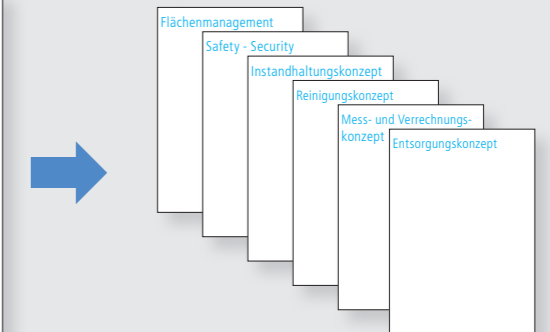 Flächenmanagement
Safety - Security
Instandhaltungskonzept
Reinigungskonzept
Mess- und Verrechnungs-
konzept
Entsorgungskonzept